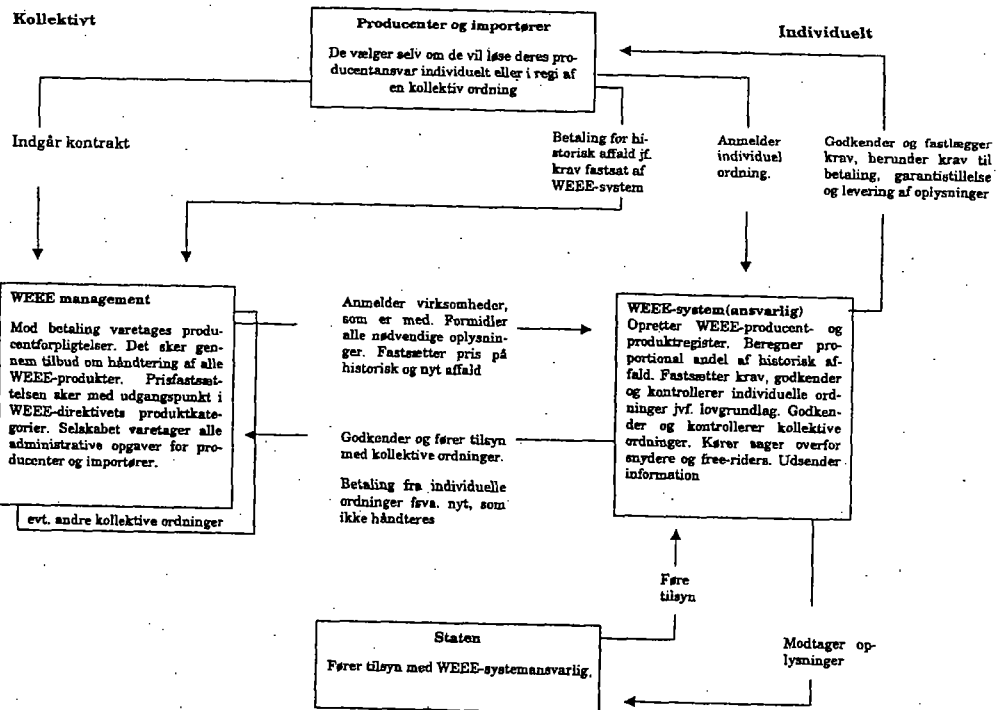 Kollektivt
Producenter og importører
De vælger selv om de vil løse deres pro-
ducentansvar individuelt eller i regi af
en kollektiv ordning
Individuelt
Indgår kontrakt
Betaling for hi-
storisk affald jf.
krav fastsat af
WEEE-system
Anmelder
individuel
ordning.
Godkender og fastlægger
krav, herunder krav til
betaling, garantistillelse
og levering af oplysninger
WEEE management
Mod betaling varetages produ-
centforpligtelser. Det sker gen-
nem tilbud om håndtering af alle
WEEE-produkter. Prisfastsæt-
telsen sker med udgangspunkt i
WEEE-direktivets produktkate-
gorier. Selskabet varetager alle
administrative opgaver for pro-
ducenter og importører.
evt. andre kollektive ordninger
Anmelder virksomheder,
som er med. Formidler
alle nødvendige oplysnin-
ger. Fastsætter pris på
historisk og nyt affald
Godkender og fører tilsyn
med kollektive ordninger.
Betaling fra individuelle
ordninger fsva. nyt, som
ikke håndteres
WEEE-system(ansvarlig)
Opretter WEEE-producent- og
produktregister. Beregner pro-
portional andel af historisk af-
fald. Fastsætter krav, godkender
og kontrollerer individuelle ord-
ninger jvf. lovgrundlag. Godken-
der og kontrollerer kollektive
ordninger. Kører sager overfor
snydere og free-riders. Udsender
information
Føre
tilsyn
Staten
Fører tilsyn med WEEE-systemansvarlig.
Modtager op-
lysninger